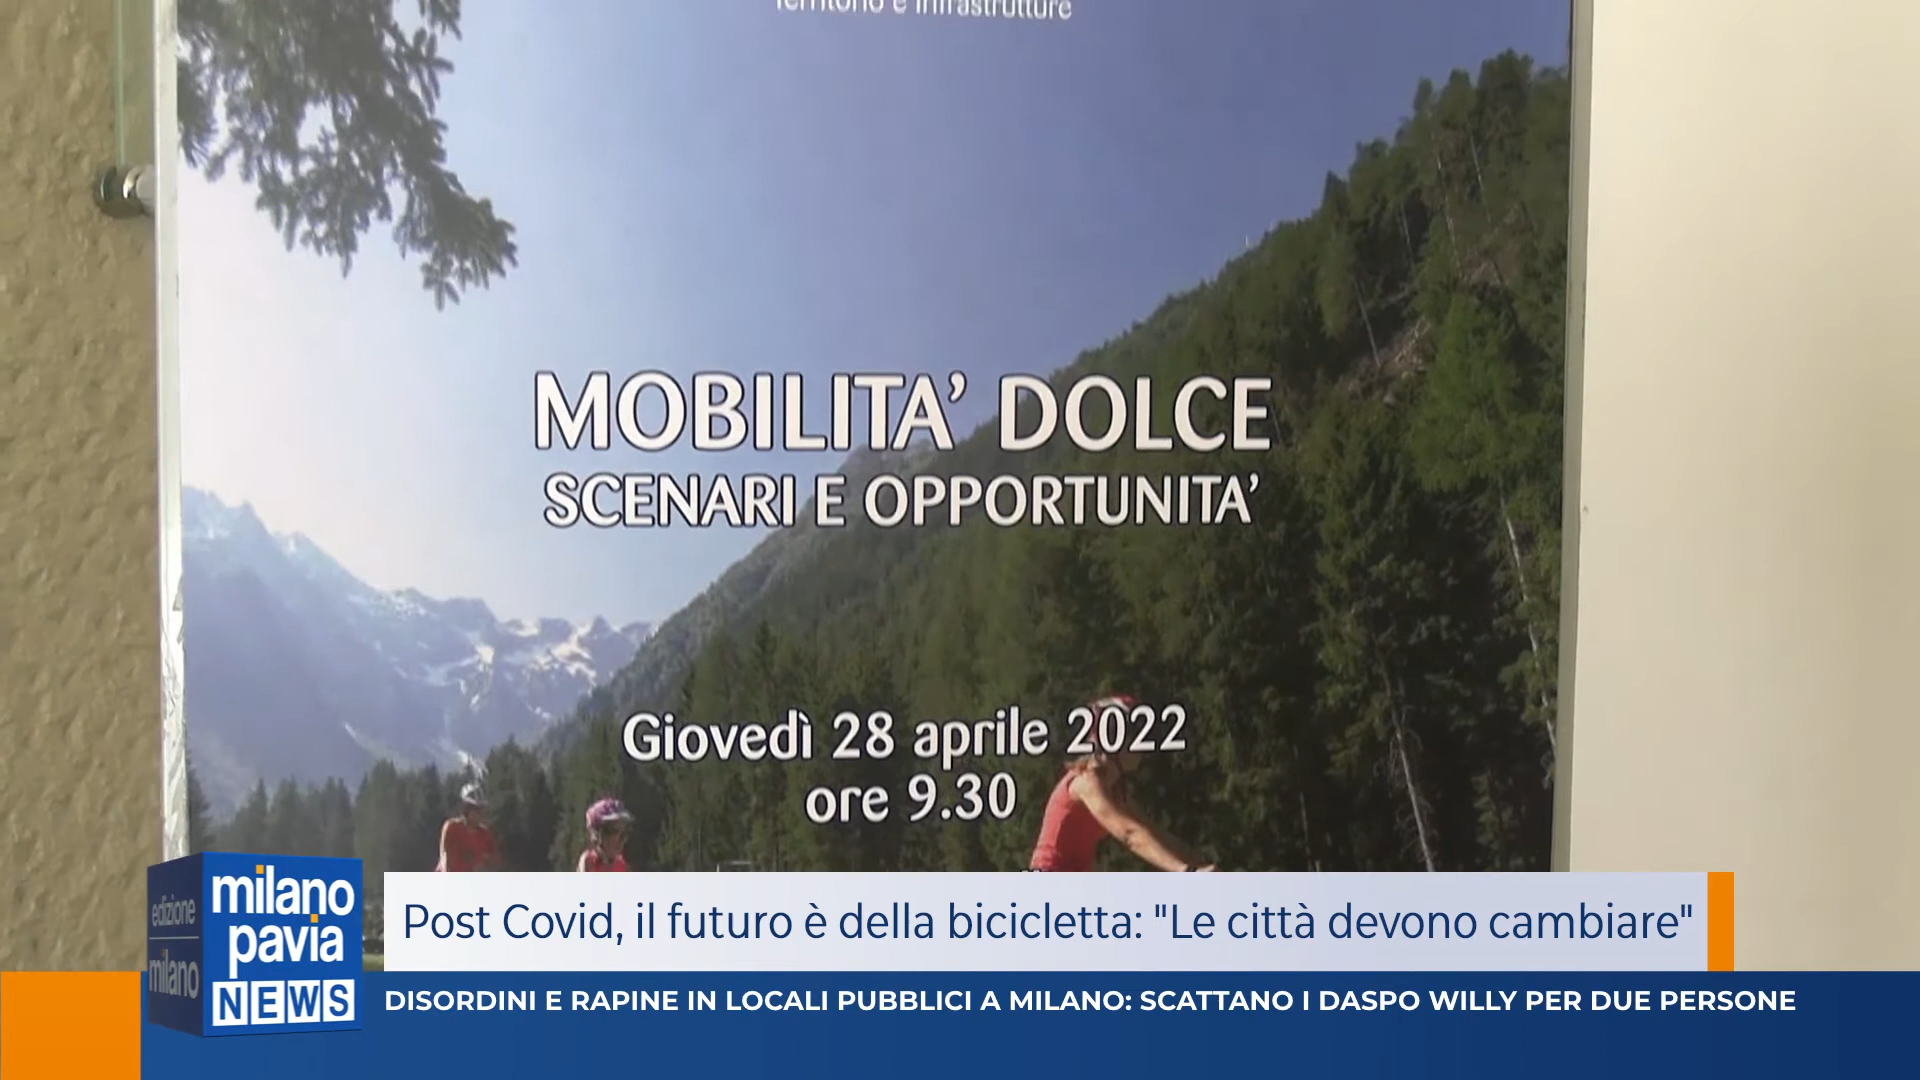 Territorio e Infrastrutture
MOBILITA' DOLCE
SCENARI E OPPORTUNITA'
Giovedì 28 aprile 2022
ore 9.30
edizione
milano
milano
pavia
NEWS
Post Covid, il futuro è della bicicletta: "Le città devono cambiare"
DISORDINI E RAPINE IN LOCALI PUBBLICI A MILANO: SCATTANO I DASPO WILLY PER DUE PERSONE